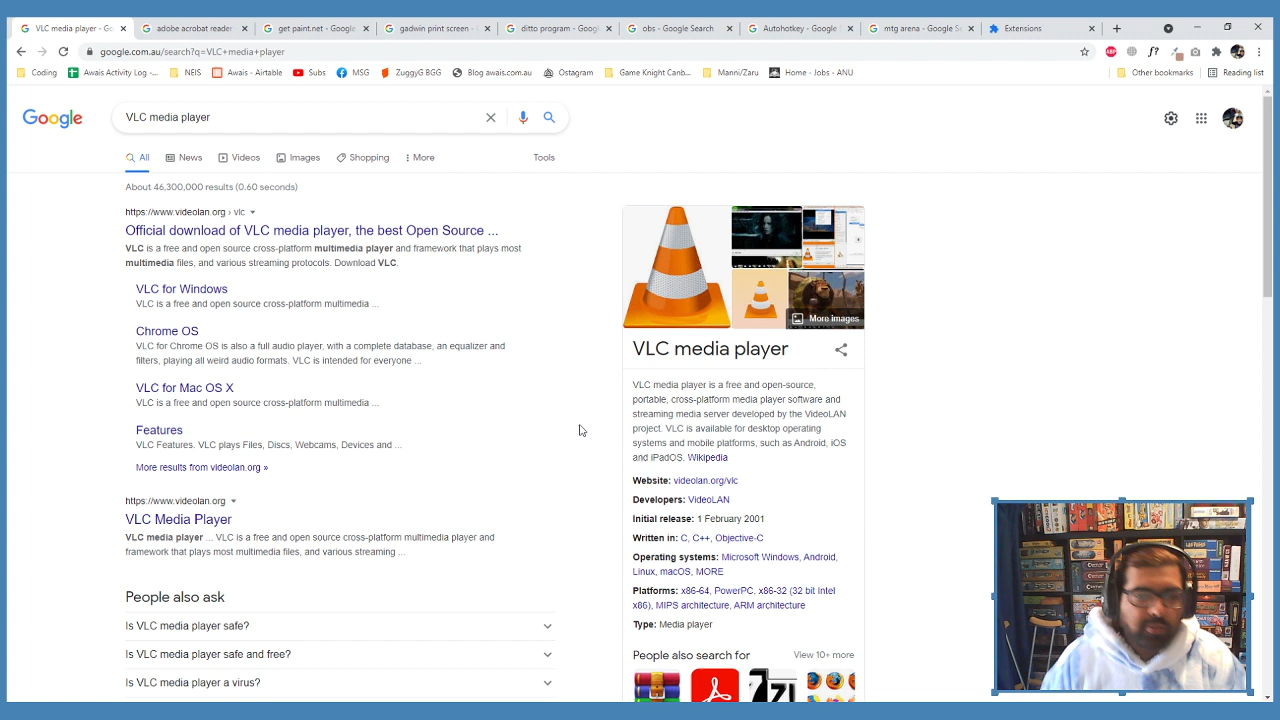 VLC media player - Go
adobe acrobat reader
get paint.net - Google
gadwin print screen - G
ditto program - Google
obs - Google Search
Autohotkey - Google
mtg arena - Google Se
Extensions
google.com.au/search?q=VLC+media+player
Coding
Awais Activity Log -...
NEIS
Awais - Airtable
Subs
MSG
ZuggyG BGG
Blog awais.com.au
Ostagram
Game Knight Canb...
Manni/Zaru
Home - Jobs - ANU
Other bookmarks
Reading list
Google
VLC media player
All
News
Videos
Images
Shopping
More
Tools
About 46,300,000 results (0.60 seconds)
https://www.videolan.org › vlc
Official download of VLC media player, the best Open Source ...
VLC is a free and open source cross-platform multimedia player and framework that plays most
multimedia files, and various streaming protocols. Download VLC.
VLC for Windows
VLC is a free and open source cross-platform multimedia ...
Chrome OS
VLC for Chrome OS is also a full audio player, with a complete database, an equalizer and
filters, playing all weird audio formats. VLC is intended for everyone ...
VLC for Mac OS X
VLC is a free and open source cross-platform multimedia ...
Features
VLC Features. VLC plays Files, Discs, Webcams, Devices and ...
More results from videolan.org »
https://www.videolan.org
VLC Media Player
VLC media player ... VLC is a free and open source cross-platform multimedia player and
framework that plays most multimedia files, and various streaming ...
People also ask
Is VLC media player safe?
Is VLC media player safe and free?
Is VLC media player a virus?
More images
VLC media player
VLC media player is a free and open-source,
portable, cross-platform media player software and
streaming media server developed by the VideoLAN
project. VLC is available for desktop operating
systems and mobile platforms, such as Android, iOS
and iPadOS. Wikipedia
Website: videolan.org/vlc
Developers: VideoLAN
Initial release: 1 February 2001
Written in: C, C++, Objective-C
Operating systems: Microsoft Windows, Android,
Linux, macOS, MORE
Platforms: x86-64, PowerPC, x86-32 (32 bit Intel
x86), MIPS architecture, ARM architecture
Type: Media player
People also search for
View 10+ more